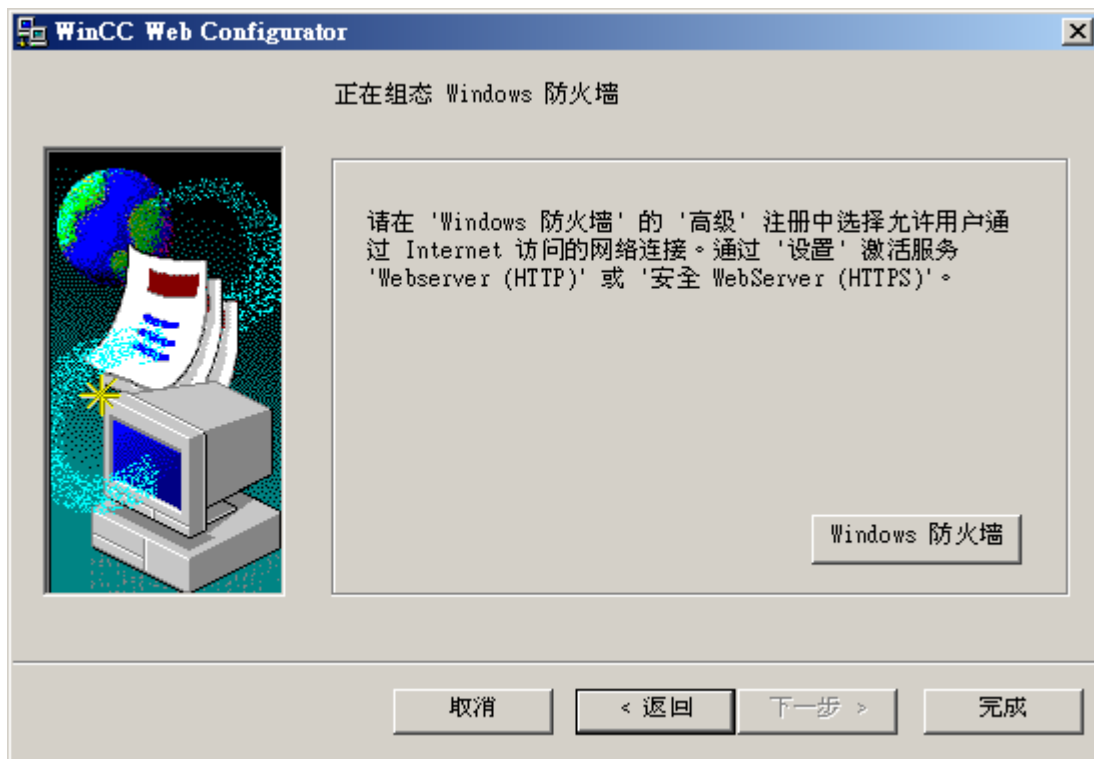 WinCC Web Configurator
正在组态 Windows 防火墙
请在 'Windows 防火墙' 的 '高级' 注册中选择允许用户通
过 Internet 访问的网络连接。通过 '设置' 激活服务
'Webserver (HTTP)' 或 '安全 WebServer (HTTPS)'。
Windows 防火墙
取消
< 返回
下一步 >
完成